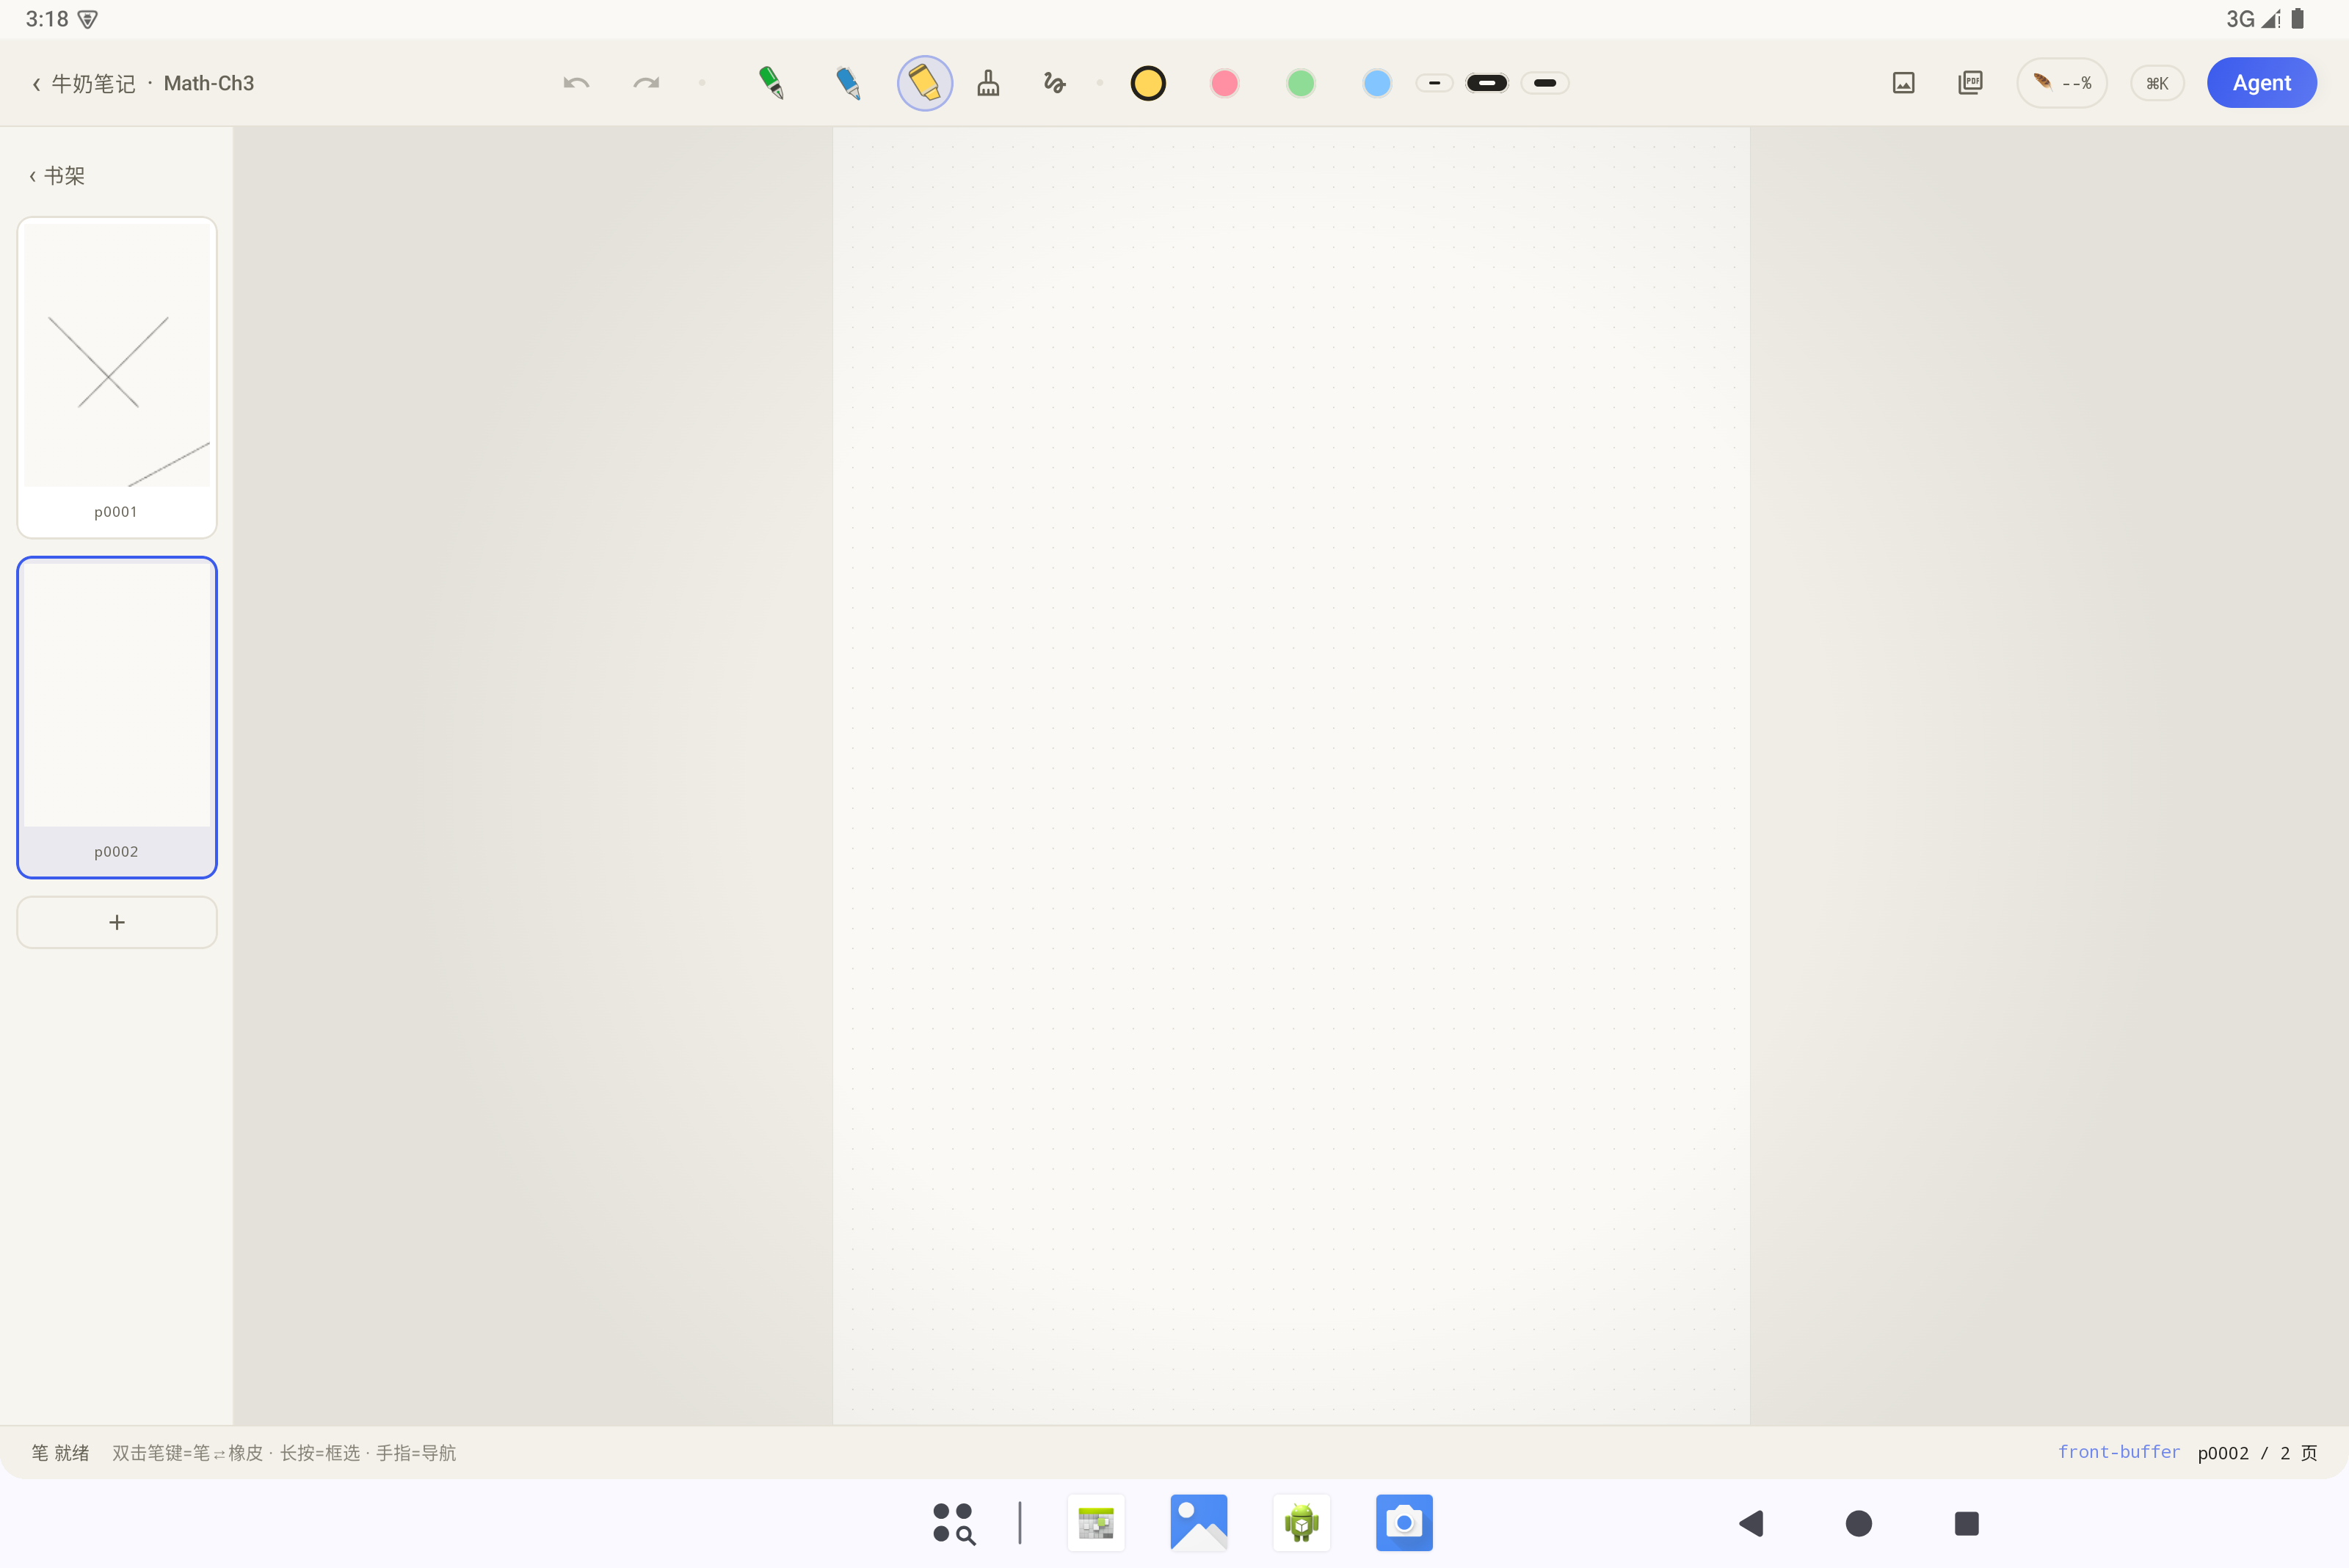 3:18
3G
‹ 牛奶笔记 · Math-Ch3
PDF
--%
⌘K
Agent
‹ 书架
p0001
p0002
+
笔 就绪 双击笔键=笔⇄橡皮 · 长按=框选 · 手指=导航
front-buffer p0002 / 2 页